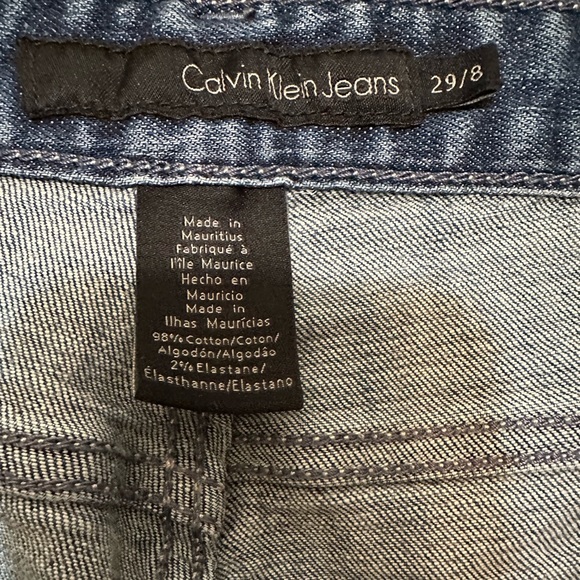 Calvin Klein Jeans 29/8
Made in
Mauritius
Fabriqué à
l'île Maurice
Hecho en
Mauricio
Made in
Ilhas Maurícias
98% Cotton/Coton/
Algodón/Algodão
2% Elastane/
Élasthanne/Elastano